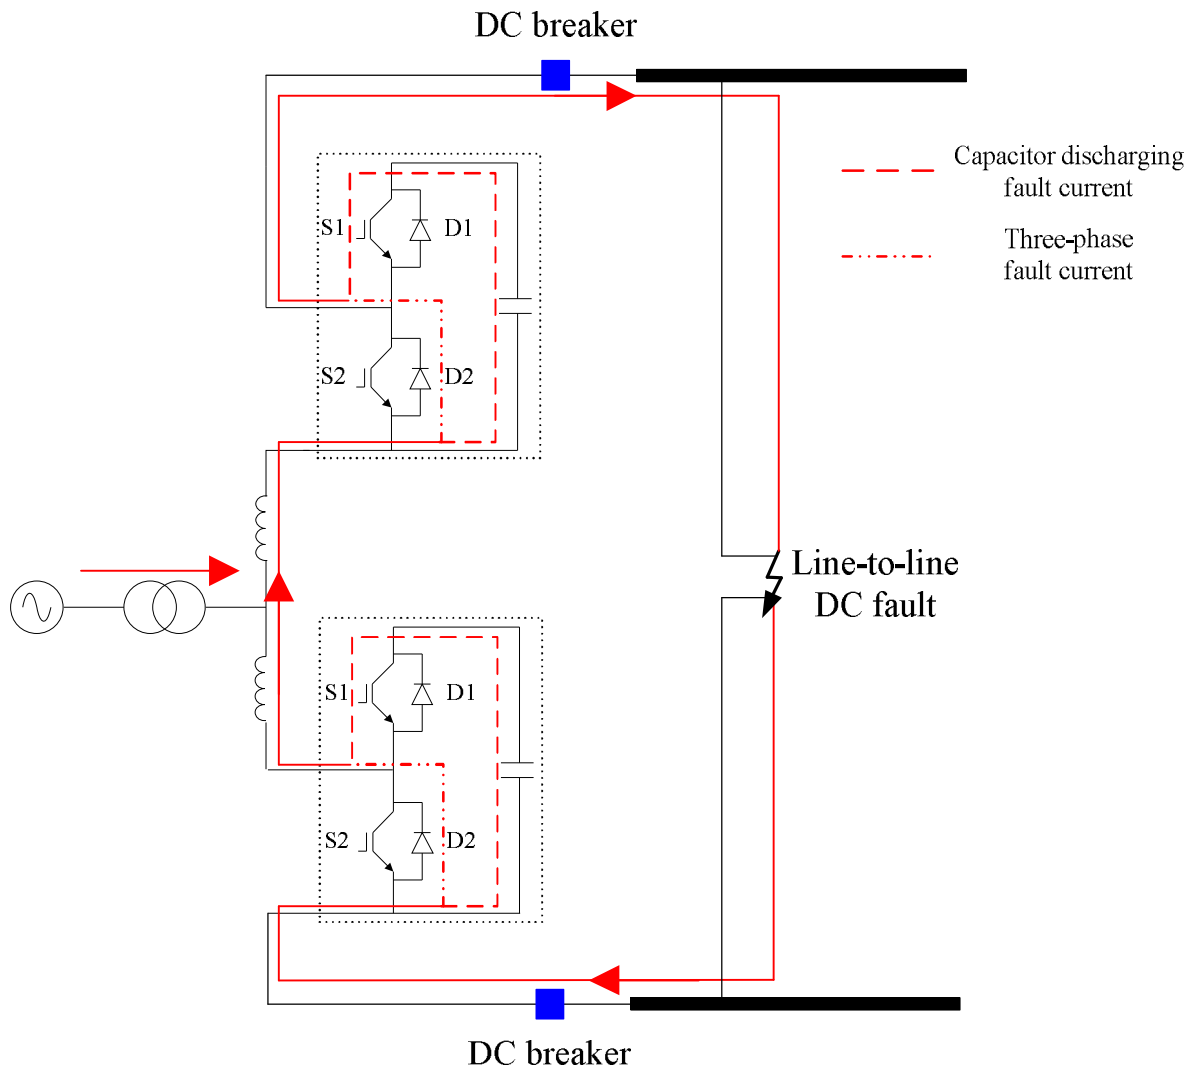 DC breaker
Capacitor discharging
fault current
Three-phase
fault current
S1
D1
S2
D2
Line-to-line
DC fault
S1
D1
S2
D2
DC breaker